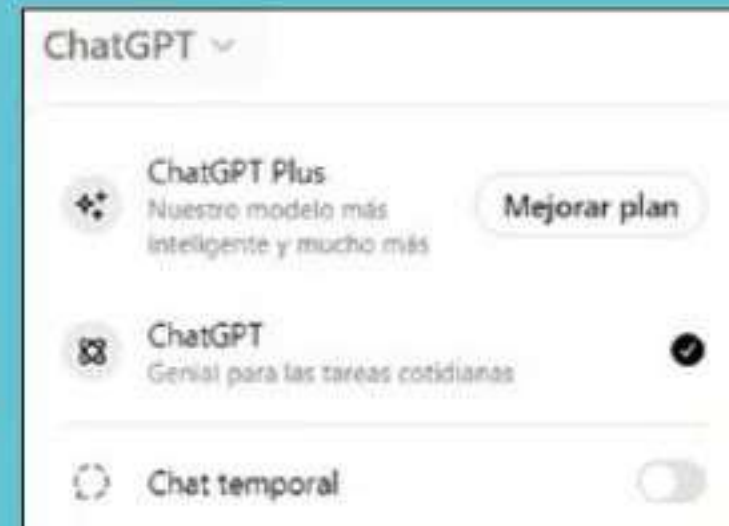 ChatGPT
ChatGPT Plus
Nuestro modelo más
inteligente y mucho más
Mejorar plan
ChatGPT
Genial para las tareas cotidianas
Chat temporal